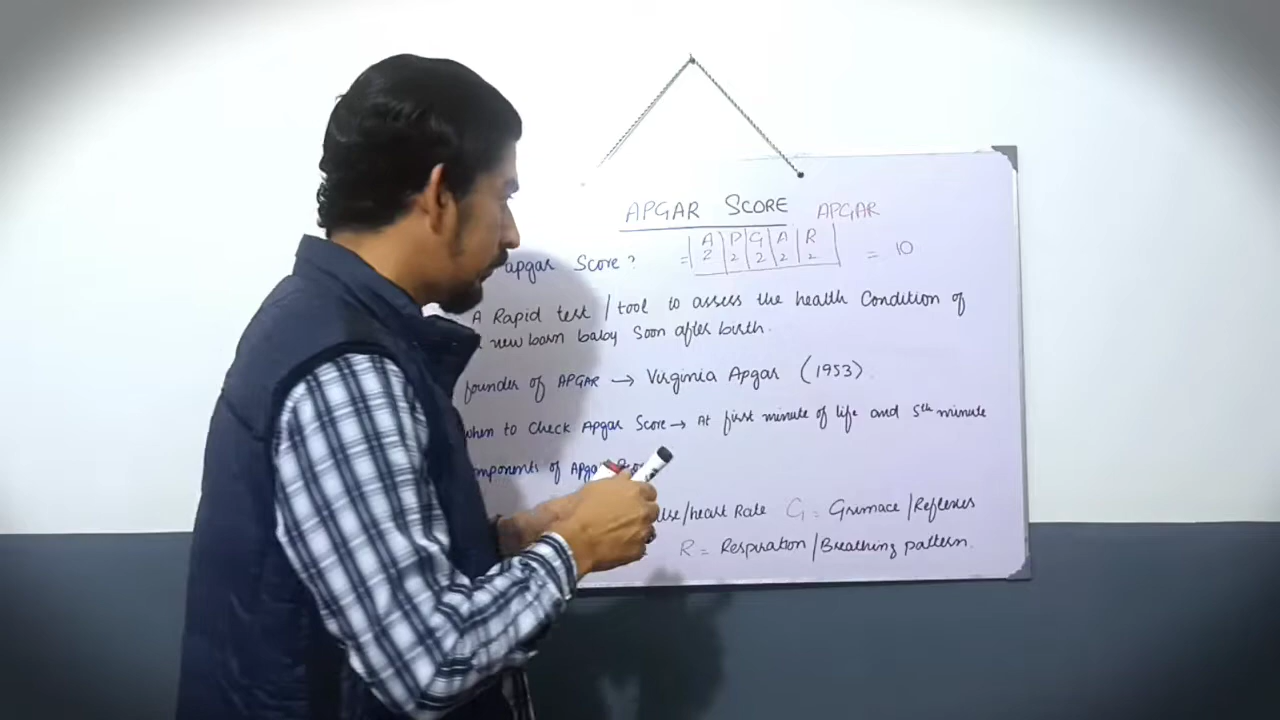 APGAR SCORE APGAR
apgar Score? = A P G A R = 10
2 2 2 2 2
A Rapid test / tool to assess the health Condition of
new born baby Soon after birth.
founder of APGAR → Virginia Apgar (1953).
when to Check Apgar Score → At first minute of life and 5th minute
of Apgar
/heart Rate G = Grimace /Reflexes
R = Respiration /Breathing pattern.